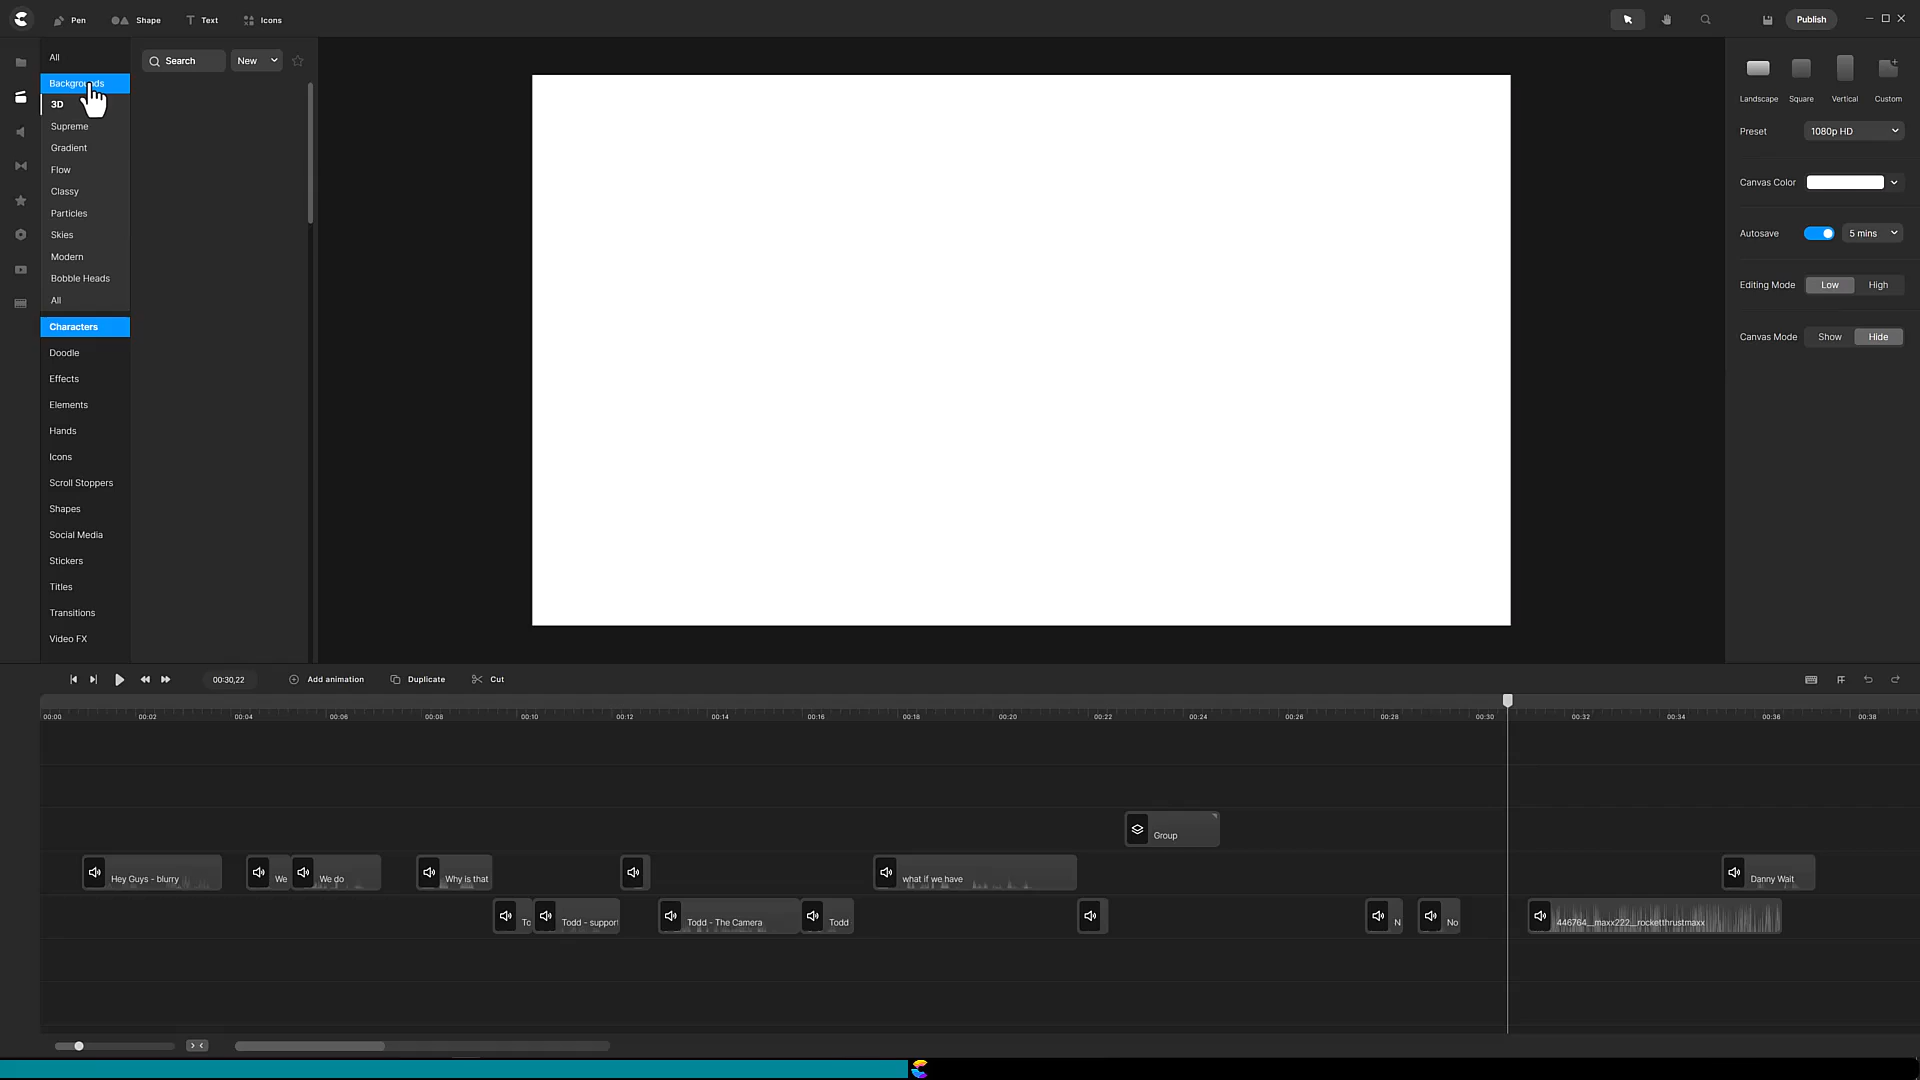 Pen
Shape
Text
Icons
Publish
All
Backgrounds
3D
Supreme
Gradient
Flow
Classy
Particles
Skies
Modern
Bobble Heads
All
Characters
Doodle
Effects
Elements
Hands
Icons
Scroll Stoppers
Shapes
Social Media
Stickers
Titles
Transitions
Video FX
Search
New
Landscape
Square
Vertical
Custom
Preset
1080p HD
Canvas Color
Autosave
5 mins
Editing Mode
Low
High
Canvas Mode
Show
Hide
00:30,22
Add animation
Duplicate
Cut
00:00
00:02
00:04
00:06
00:08
00:10
00:12
00:14
00:16
00:18
00:20
00:22
00:24
00:26
00:28
00:30
00:32
00:34
00:36
00:38
Group
Hey Guys - blurry
We
We do
Why is that
what if we have
Danny Wait
To
Todd - support
Todd - The Camera
Todd
N
No
446764__maxx222__rocketthrustmaxx